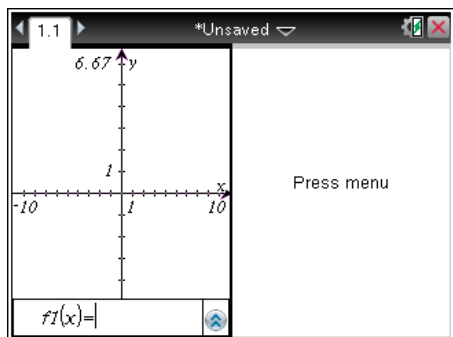 1.1 *Unsaved
6.67 y
1
x
-10 1 10
Press menu
f1(x)=